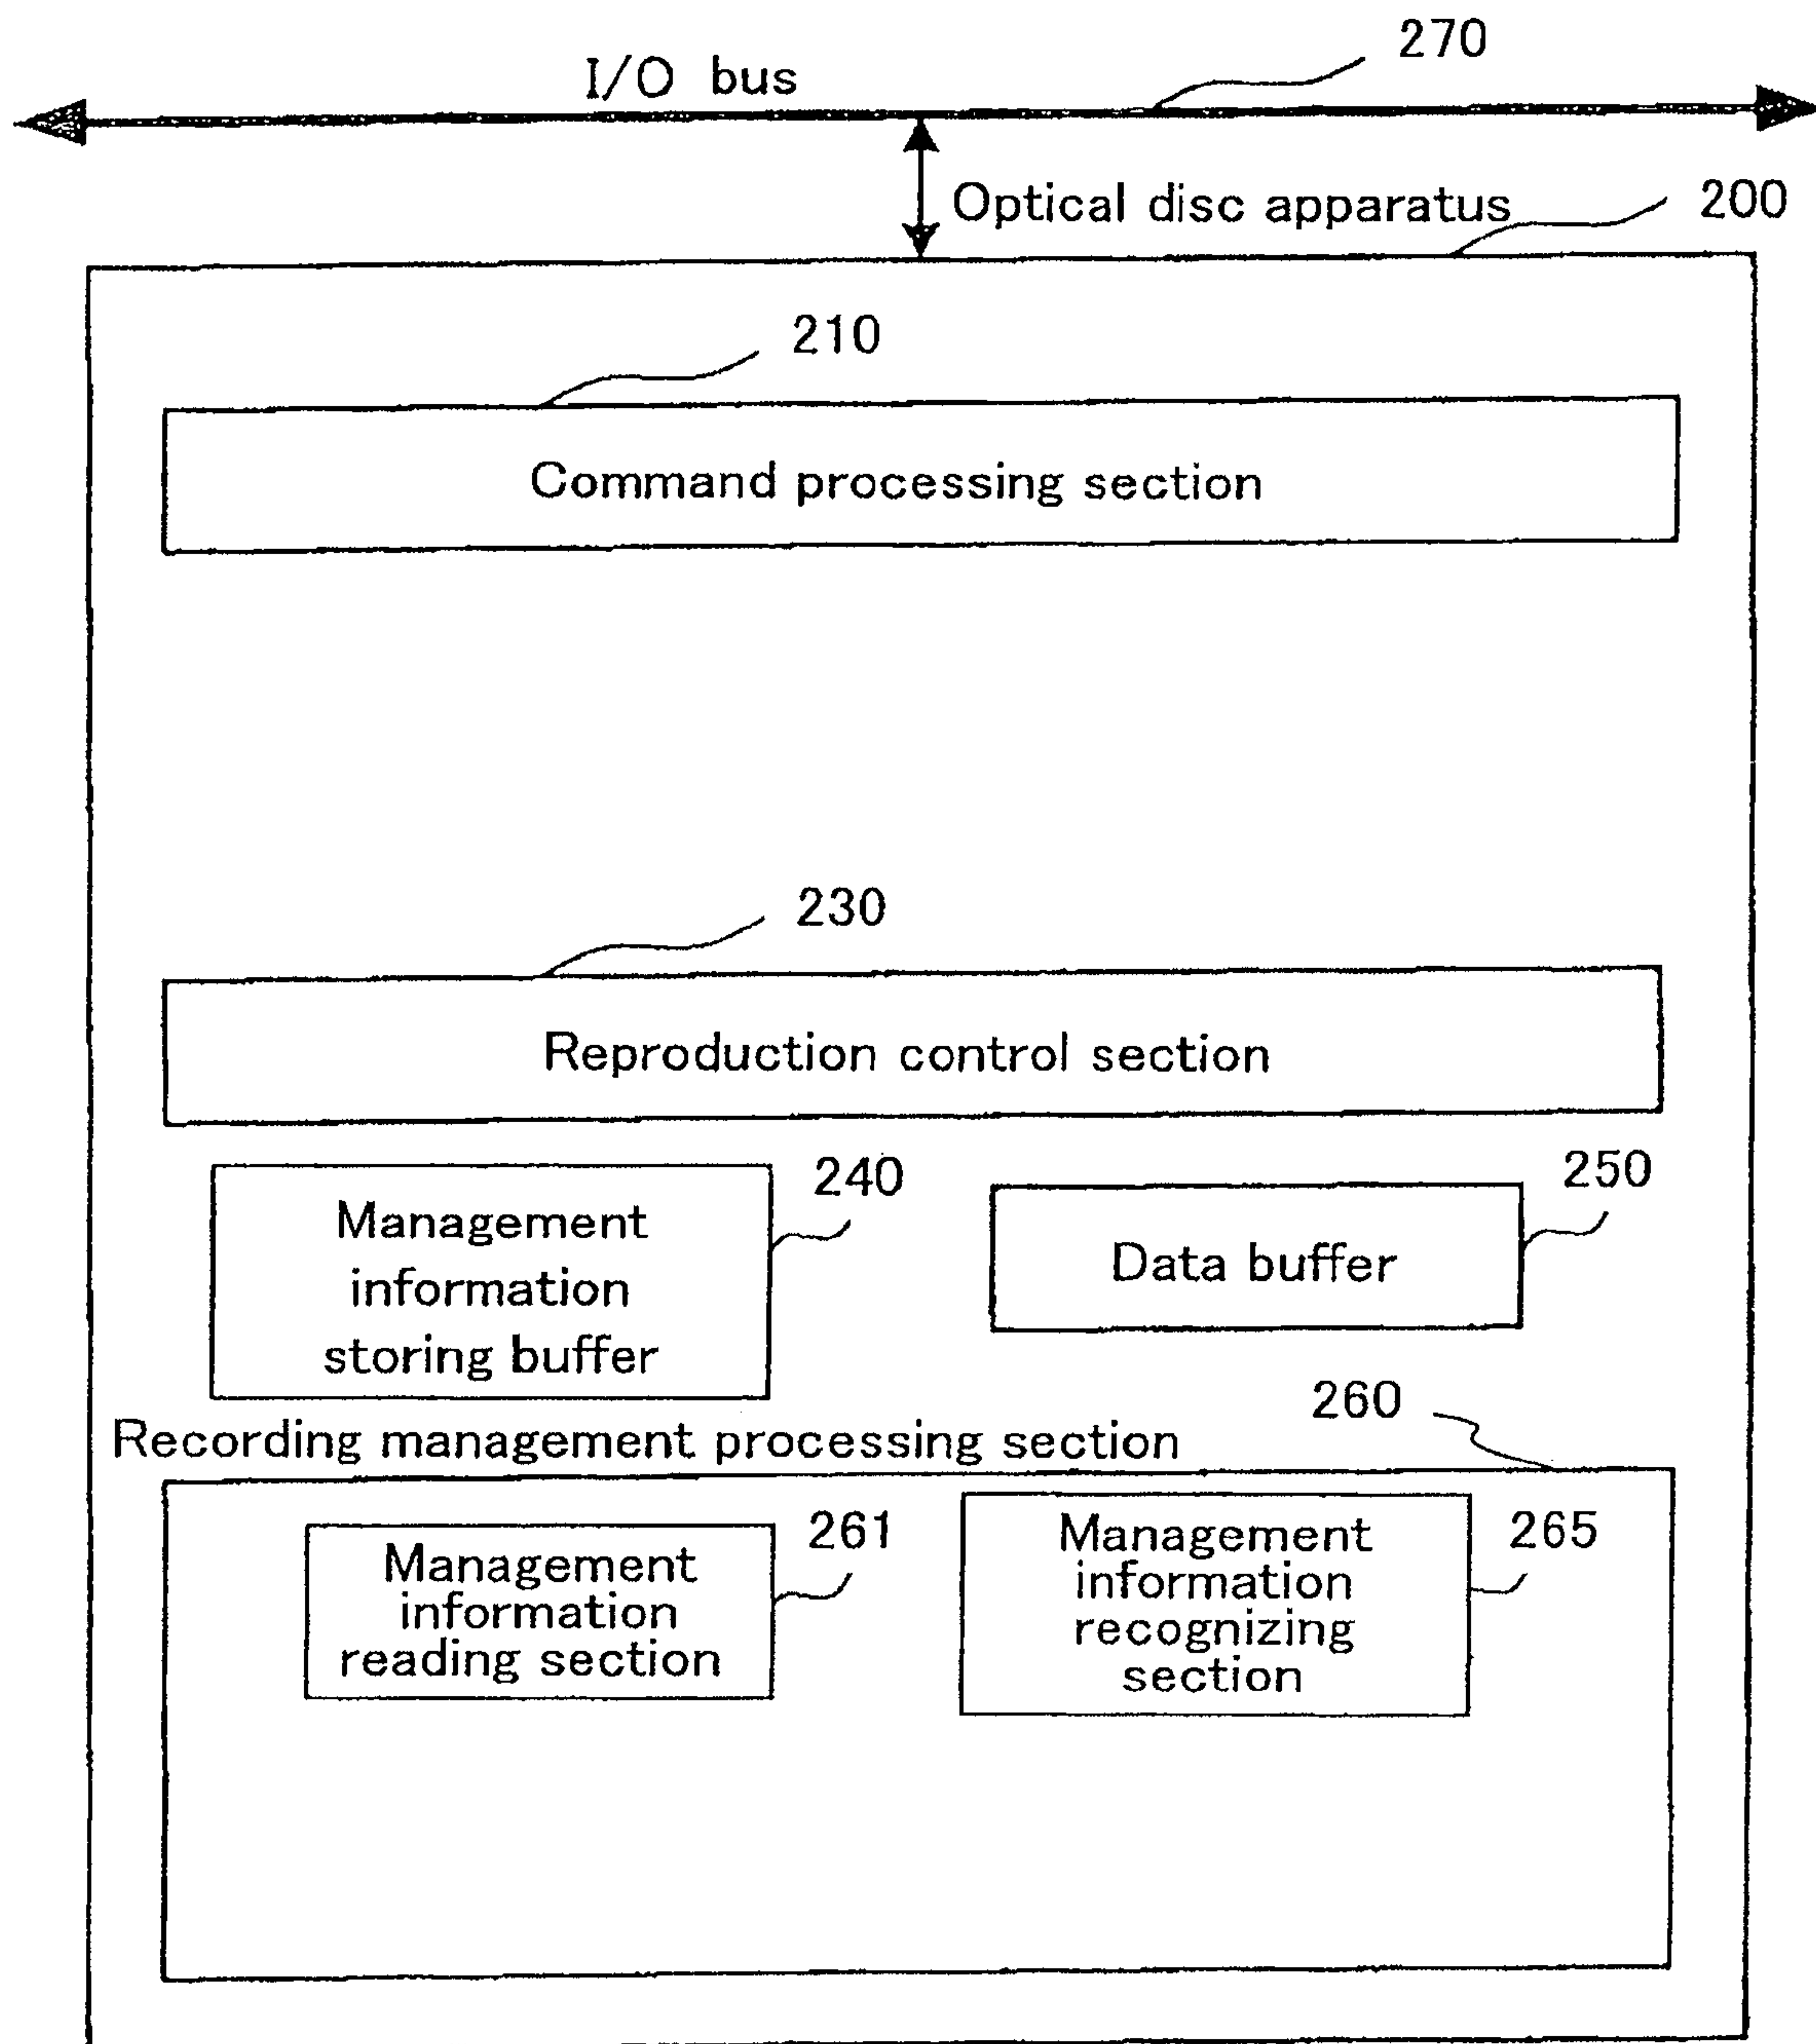 270
I/O bus
Optical disc apparatus
200
210
Command processing section
230
Reproduction control section
240
Management
information
storing buffer
250
Data buffer
260
Recording management processing section
261
Management
information
reading section
265
Management
information
recognizing
section